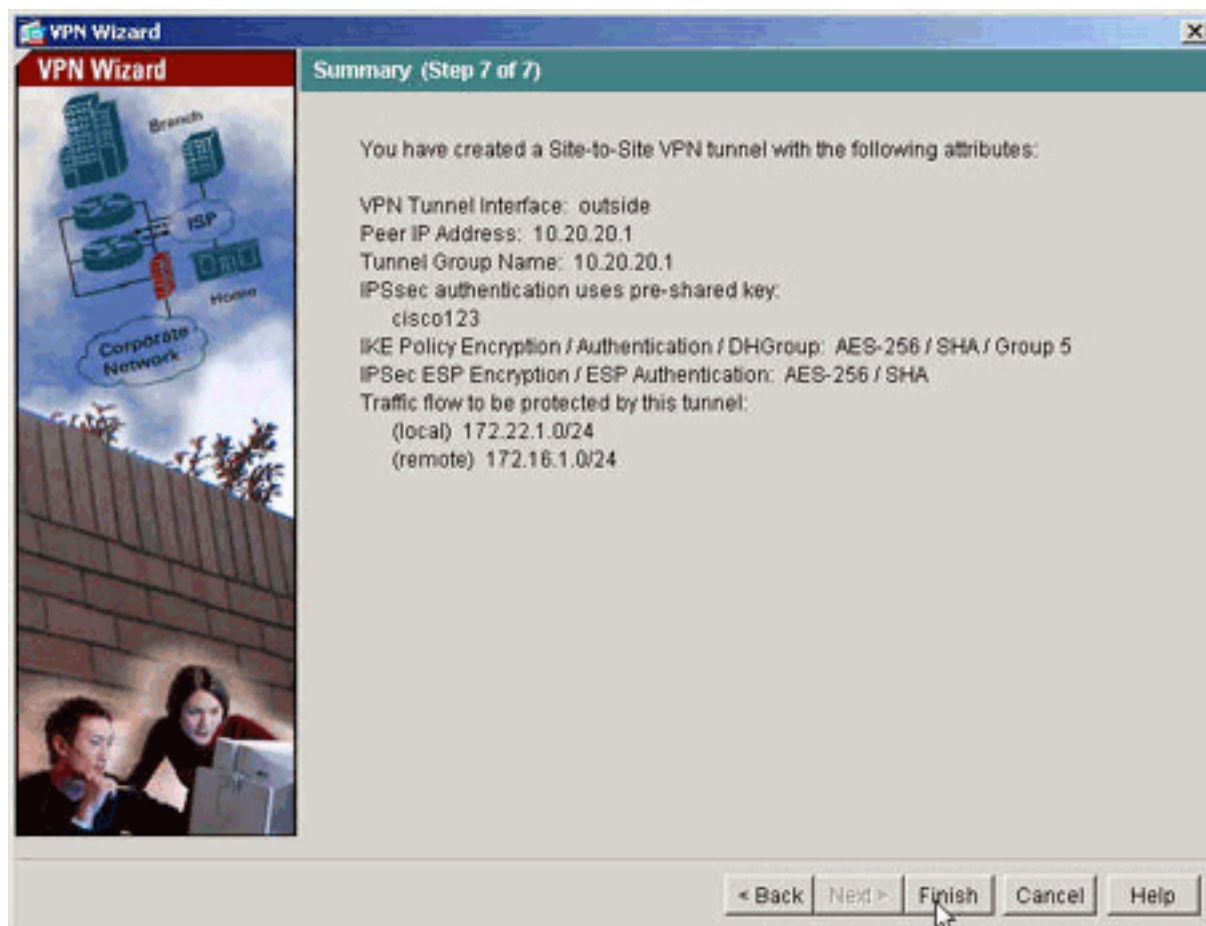 VPN Wizard
VPN Wizard
Summary (Step 7 of 7)
Branch
ISP
Home
Corporate
Network
You have created a Site-to-Site VPN tunnel with the following attributes:
VPN Tunnel Interface: outside
Peer IP Address: 10.20.20.1
Tunnel Group Name: 10.20.20.1
IPSsec authentication uses pre-shared key:
cisco123
IKE Policy Encryption / Authentication / DHGroup: AES-256 / SHA / Group 5
IPSec ESP Encryption / ESP Authentication: AES-256 / SHA
Traffic flow to be protected by this tunnel:
(local) 172.22.1.0/24
(remote) 172.16.1.0/24
< Back Next > Finish Cancel Help